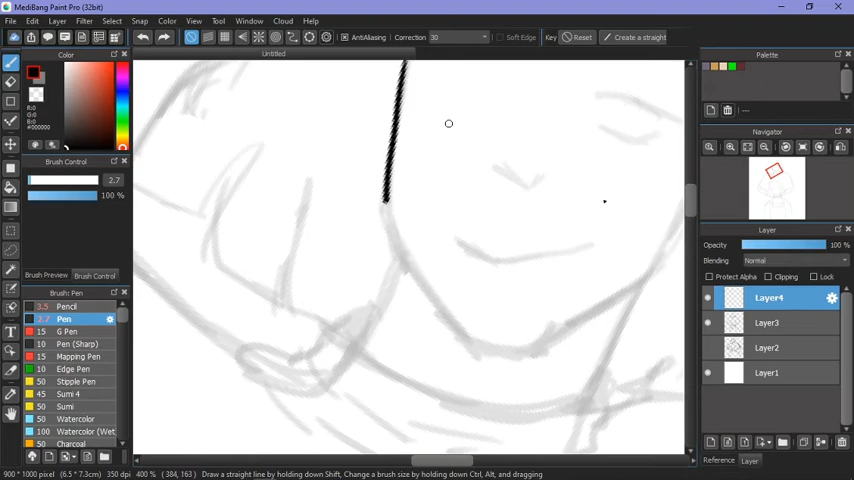 MediBang Paint Pro (32bit)
File Edit Layer Filter Select Snap Color View Tool Window Cloud Help
AntiAliasing Correction 30 Soft Edge Key Reset Create a straight
Untitled
Color
R:0
G:0
B:0
#000000
Brush Control
2.7
100 %
Brush Preview Brush Control
Brush: Pen
3.5 Pencil
2.7 Pen
15 G Pen
10 Pen (Sharp)
15 Mapping Pen
10 Edge Pen
50 Stipple Pen
45 Sumi 4
50 Sumi
50 Watercolor
100 Watercolor (Wet
50 Charcoal
Palette
---
Navigator
Layer
Opacity 100 %
Blending Normal
Protect Alpha Clipping Lock
Layer4
Layer3
Layer2
Layer1
Reference Layer
900 * 1000 pixel (6.5 * 7.3cm) 350 dpi 400 % ( 384, 163 ) Draw a straight line by holding down Shift, Change a brush size by holding down Ctrl, Alt, and dragging